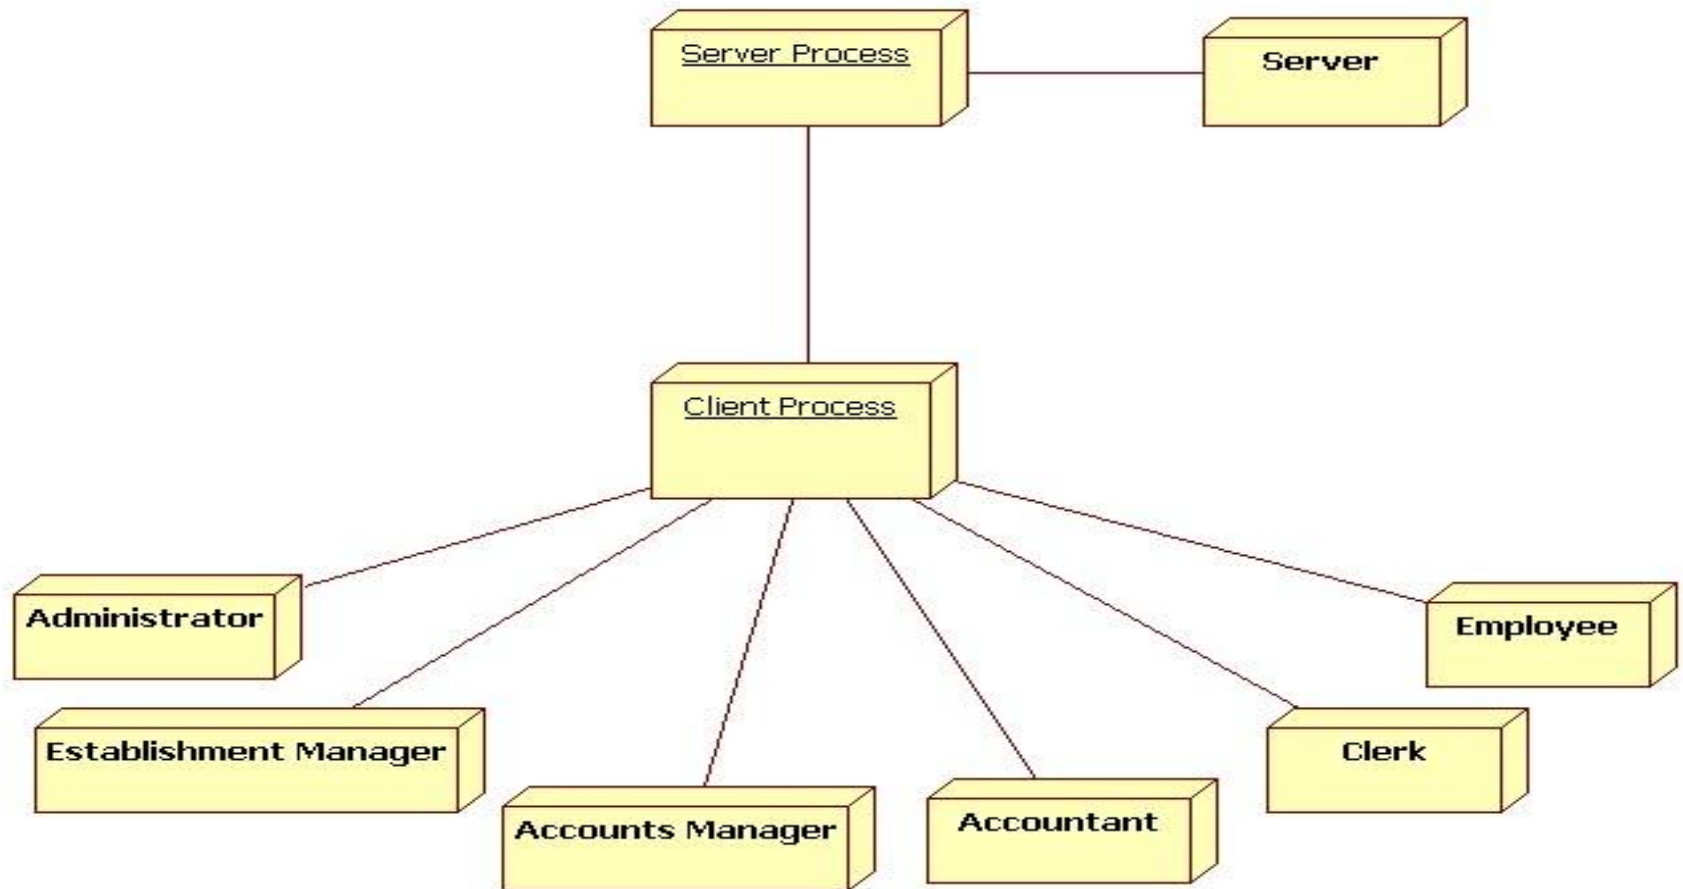 Server Process
Server
Client Process
Administrator
Employee
Establishment Manager
Clerk
Accounts Manager
Accountant